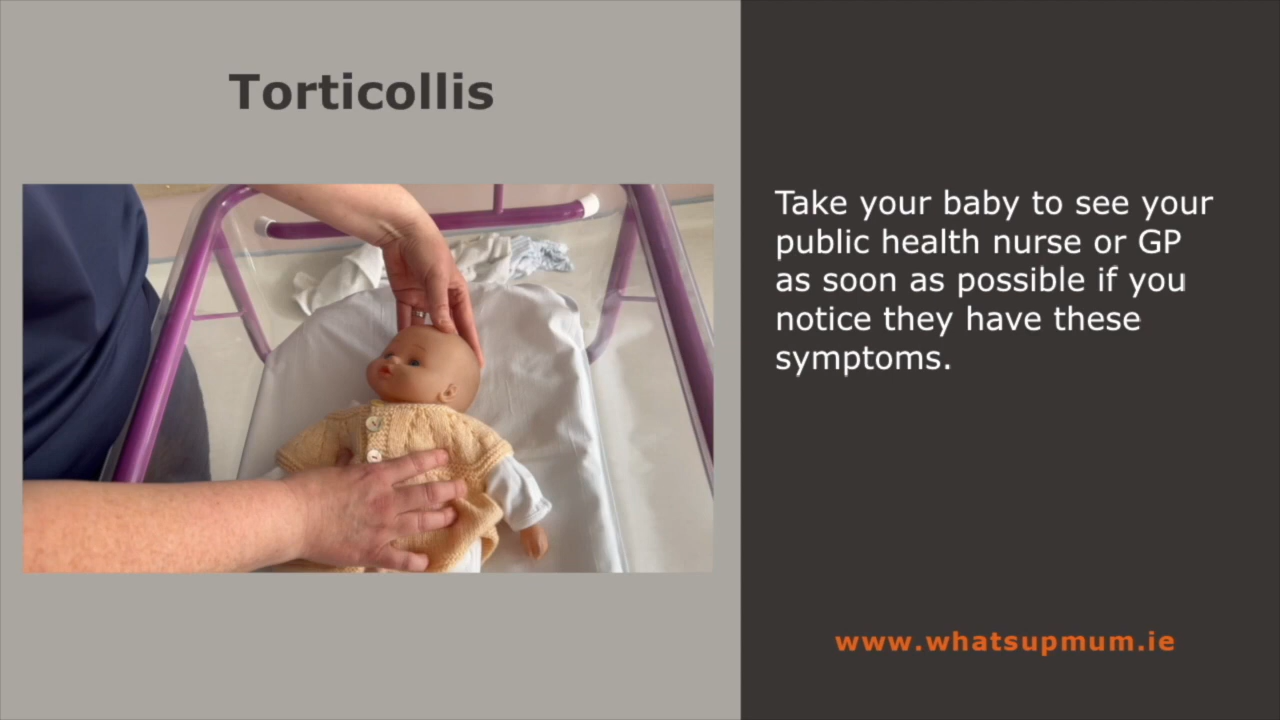 Torticollis
Take your baby to see your
public health nurse or GP
as soon as possible if you
notice they have these
symptoms.
www.whatsupmum.ie